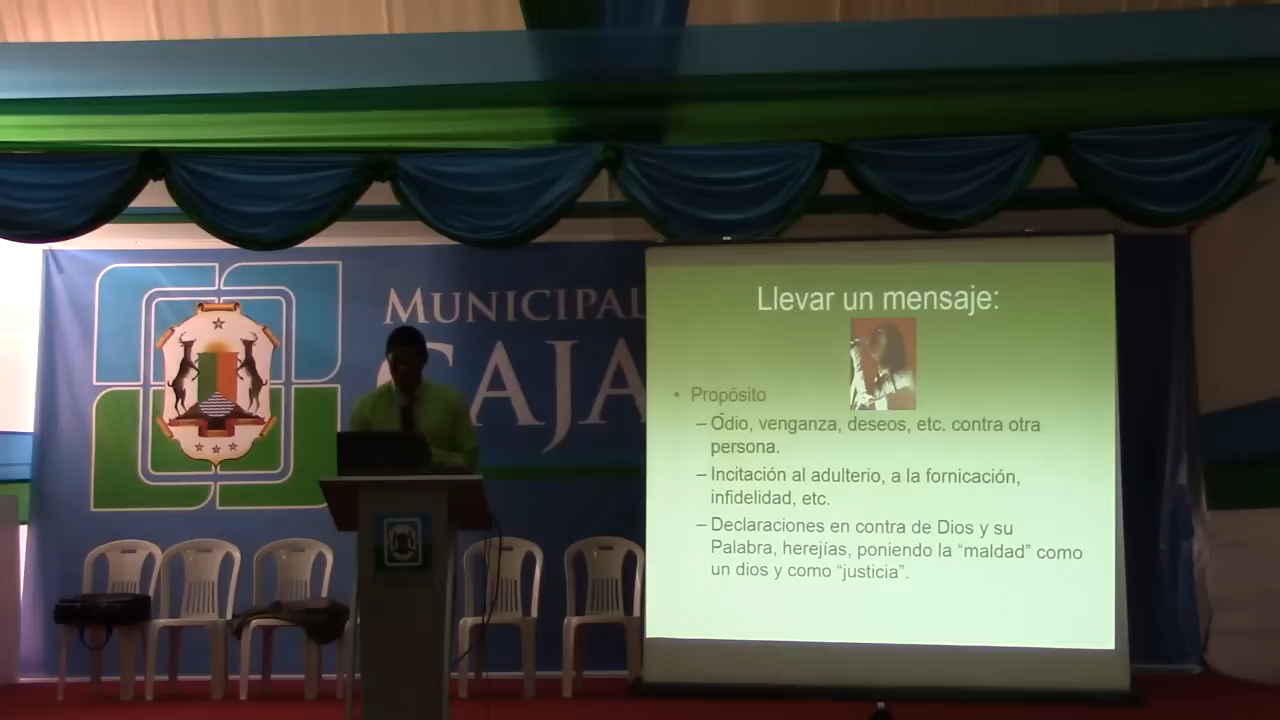 MUNICIPAL
CAJA
Llevar un mensaje:
• Propósito
– Odio, venganza, deseos, etc. contra otra
persona.
– Incitación al adulterio, a la fornicación,
infidelidad, etc.
– Declaraciones en contra de Dios y su
Palabra, herejías, poniendo la “maldad” como
un dios y como “justicia”.